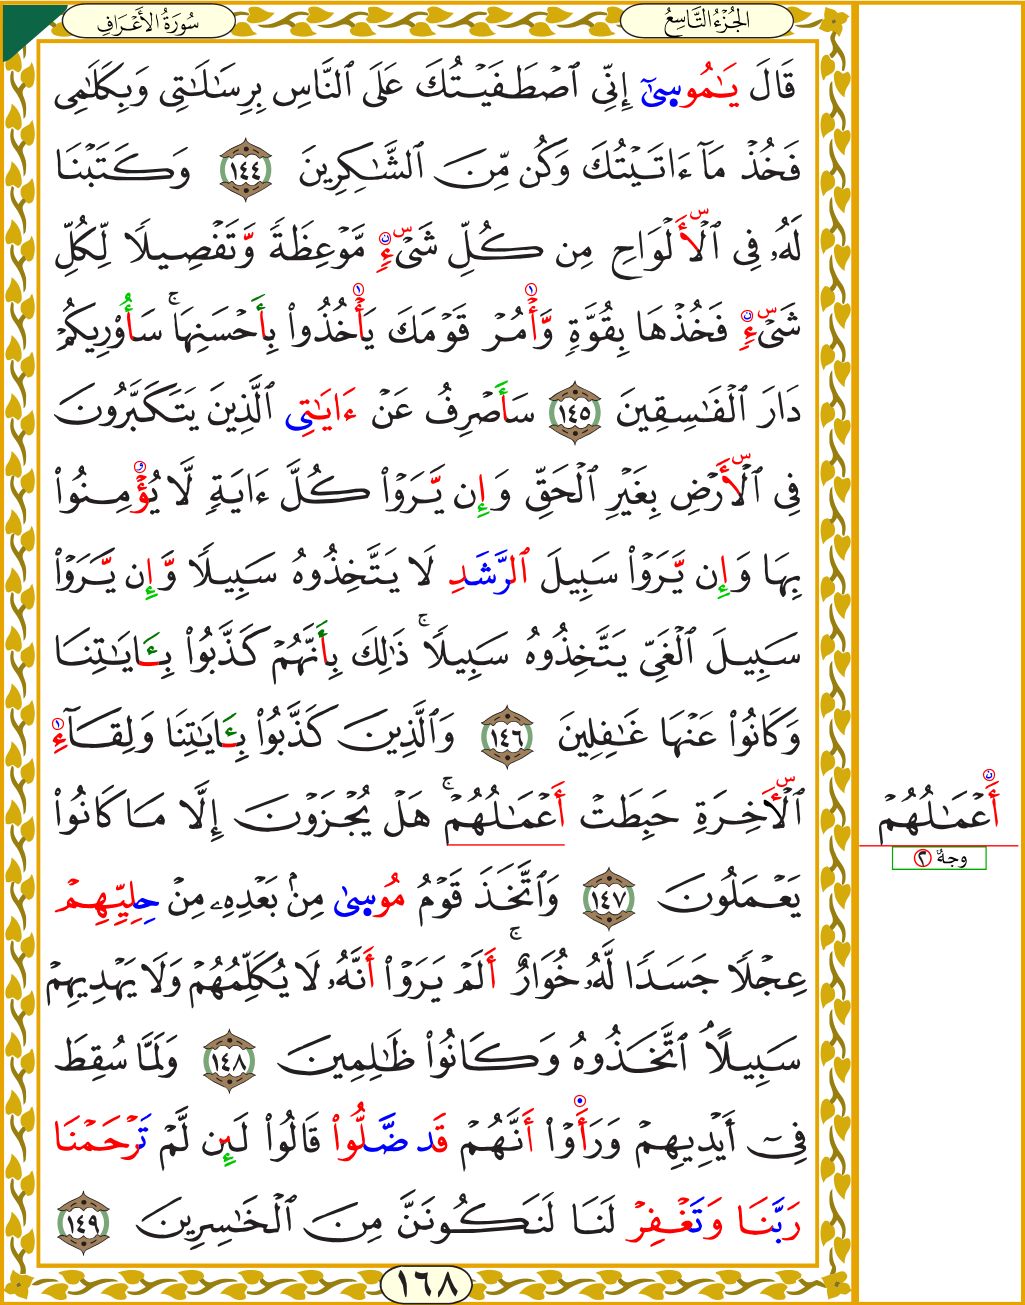 سُورَةُ الأَعْرَافِ
الجُزْءُ التَّاسِعُ
قَالَ يَٰمُوسِىٰٓ إِنِّي ٱصْطَفَيْتُكَ عَلَى ٱلنَّاسِ بِرِسَٰلَٰتِي وَبِكَلَٰمِي
فَخُذْ مَآ ءَاتَيْتُكَ وَكُن مِّنَ ٱلشَّٰكِرِينَ ١٤٤ وَكَتَبْنَا
لَهُۥ فِي ٱلْأَلْوَاحِ مِن كُلِّ شَيْءٍ مَّوْعِظَةً وَّتَفْصِيلًا لِّكُلِّ
شَيْءٍ فَخُذْهَا بِقُوَّةٍ وَّأْمُرْ قَوْمَكَ يَأْخُذُوا۟ بِأَحْسَنِهَا ۚ سَأُو۟رِيكُمْ
دَارَ ٱلْفَٰسِقِينَ ١٤٥ سَأَصْرِفُ عَنْ ءَايَٰتِي ٱلَّذِينَ يَتَكَبَّرُونَ
فِي ٱلْأَرْضِ بِغَيْرِ ٱلْحَقِّ وَإِن يَّرَوْا۟ كُلَّ ءَايَةٍ لَّا يُؤْمِنُوا۟
بِهَا وَإِن يَّرَوْا۟ سَبِيلَ ٱلرَّشَدِ لَا يَتَّخِذُوهُ سَبِيلًا وَّإِن يَّرَوْا۟
سَبِيلَ ٱلْغَيِّ يَتَّخِذُوهُ سَبِيلًا ۚ ذَٰلِكَ بِأَنَّهُمْ كَذَّبُوا۟ بِـَٔايَٰتِنَا
وَكَانُوا۟ عَنْهَا غَٰفِلِينَ ١٤٦ وَٱلَّذِينَ كَذَّبُوا۟ بِـَٔايَٰتِنَا وَلِقَآءِ
ٱلْأَخِرَةِ حَبِطَتْ أَعْمَٰلُهُمْ ۚ هَلْ يُجْزَوْنَ إِلَّا مَا كَانُوا۟
أَعْمَٰلُهُمْ
وجهٌ ٢
يَعْمَلُونَ ١٤٧ وَٱتَّخَذَ قَوْمُ مُوسِىٰ مِنۢ بَعْدِهِۦ مِنْ حِلِيِّهِمْ
عِجْلًا جَسَدًا لَّهُۥ خُوَارٌ ۚ أَلَمْ يَرَوْا۟ أَنَّهُۥ لَا يُكَلِّمُهُمْ وَلَا يَهْدِيهِمْ
سَبِيلًا ٱتَّخَذُوهُ وَكَانُوا۟ ظَٰلِمِينَ ١٤٨ وَلَمَّا سُقِطَ
فِيٓ أَيْدِيهِمْ وَرَأَوْا۟ أَنَّهُمْ قَد ضَّلُّوا۟ قَالُوا۟ لَئِن لَّمْ تَرْحَمْنَا
رَبَّنَا وَتَغْفِرْ لَنَا لَنَكُونَنَّ مِنَ ٱلْخَٰسِرِينَ ١٤٩
١٦٨